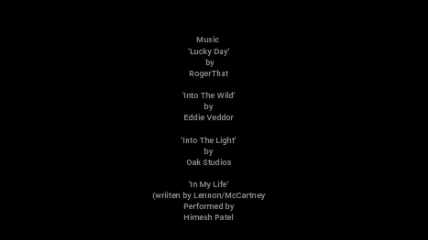 Music
'Lucky Day'
by
RogerThat
'Into The Wild'
by
Eddie Veddor
'Into The Light'
by
Oak Studios
'In My Life'
(wriiten by Lennon/McCartney
Performed by
Himesh Patel